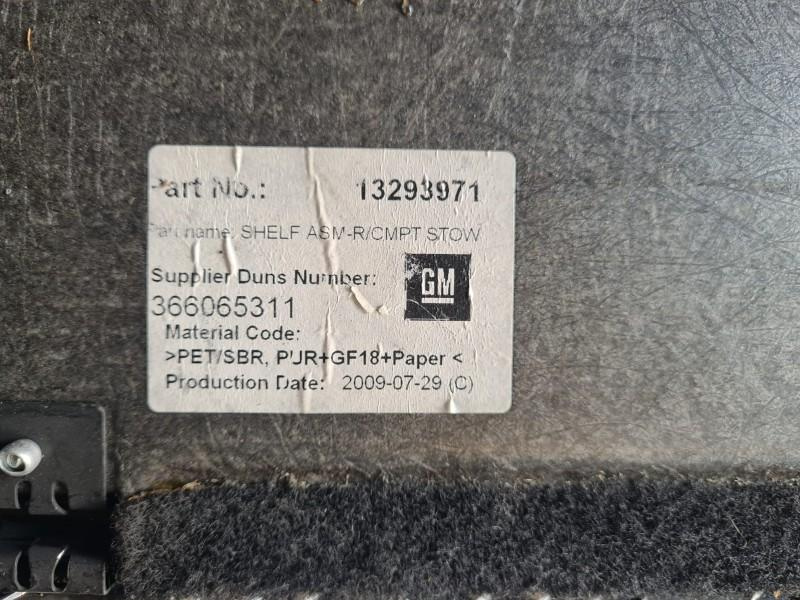 Part No.: 13293971
Part name: SHELF ASM-R/CMPT STOW
Supplier Duns Number:
GM
366065311
Material Code:
>PET/SBR, PUR+GF18+Paper <
Production Date: 2009-07-29 (C)